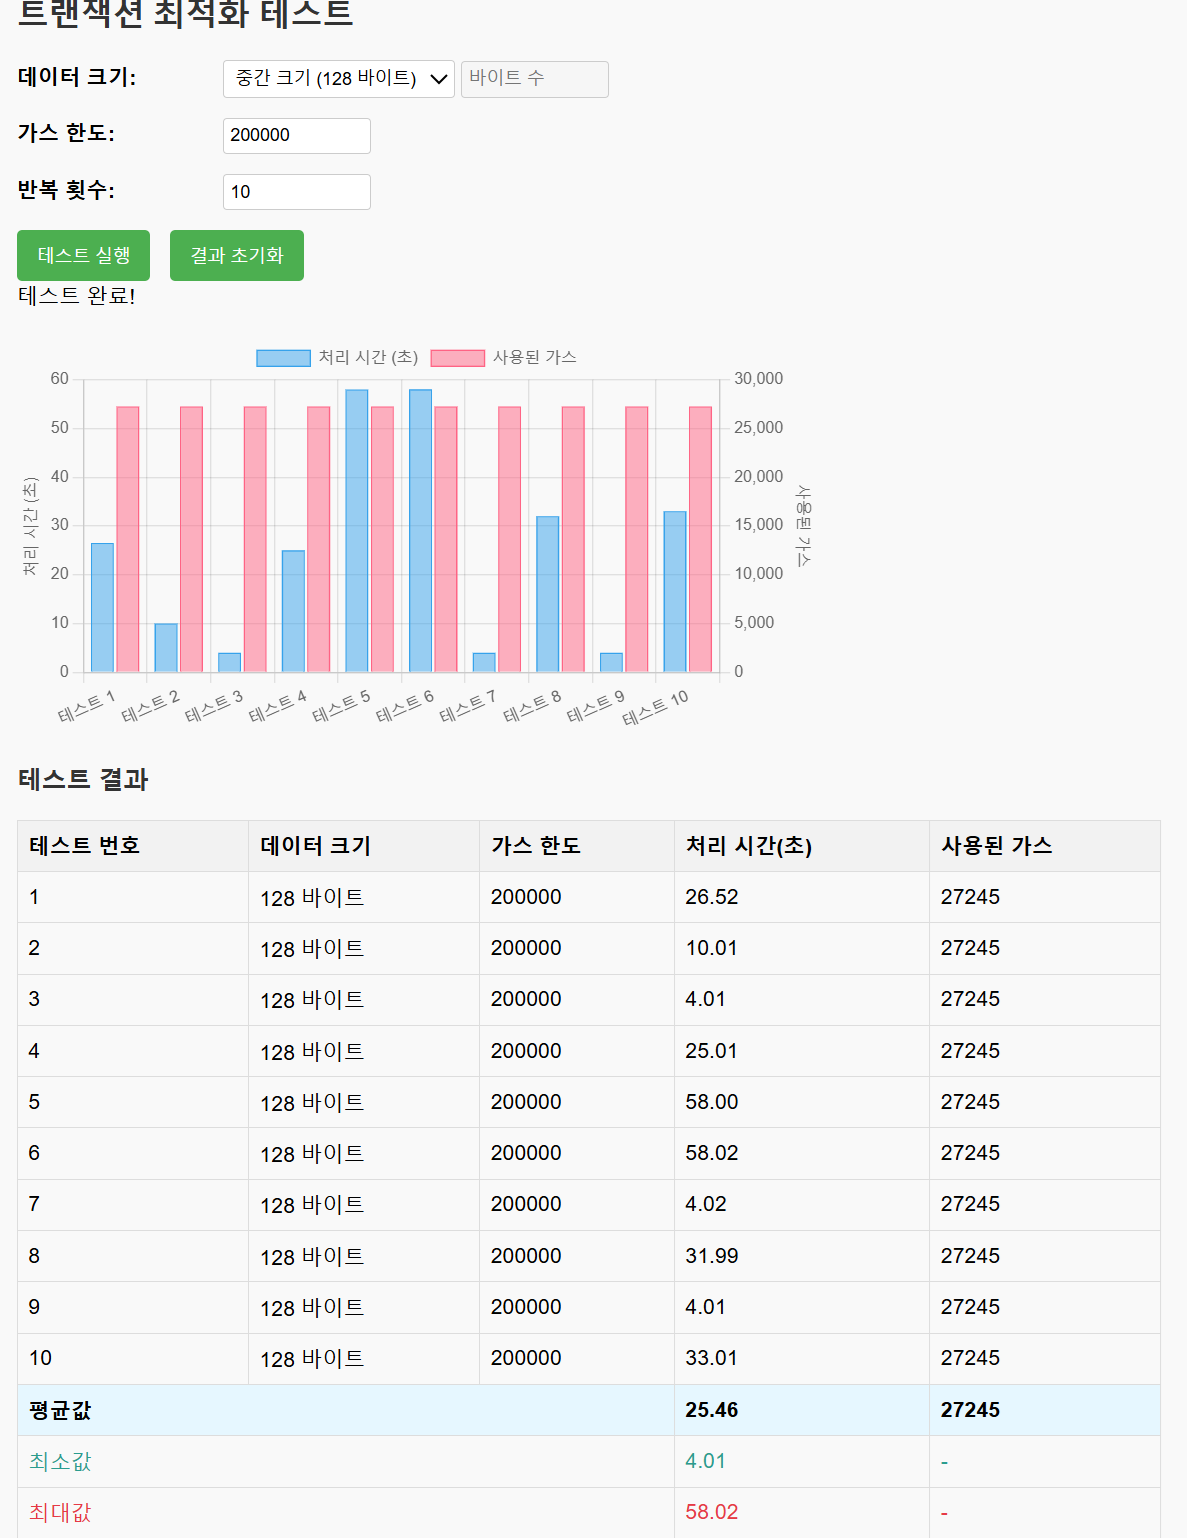 트랜잭션 최적화 테스트
데이터 크기: 중간 크기 (128 바이트) 바이트 수
가스 한도: 200000
반복 횟수: 10
테스트 실행 결과 초기화
테스트 완료!
처리 시간 (초) 사용된 가스
60 30,000
50 25,000
40 20,000
30 15,000
20 10,000
10 5,000
0 0
처리 시간 (초)
사용된 가스
테스트 1 테스트 2 테스트 3 테스트 4 테스트 5 테스트 6 테스트 7 테스트 8 테스트 9 테스트 10
테스트 결과
테스트 번호 데이터 크기 가스 한도 처리 시간(초) 사용된 가스
1 128 바이트 200000 26.52 27245
2 128 바이트 200000 10.01 27245
3 128 바이트 200000 4.01 27245
4 128 바이트 200000 25.01 27245
5 128 바이트 200000 58.00 27245
6 128 바이트 200000 58.02 27245
7 128 바이트 200000 4.02 27245
8 128 바이트 200000 31.99 27245
9 128 바이트 200000 4.01 27245
10 128 바이트 200000 33.01 27245
평균값 25.46 27245
최소값 4.01 -
최대값 58.02 -